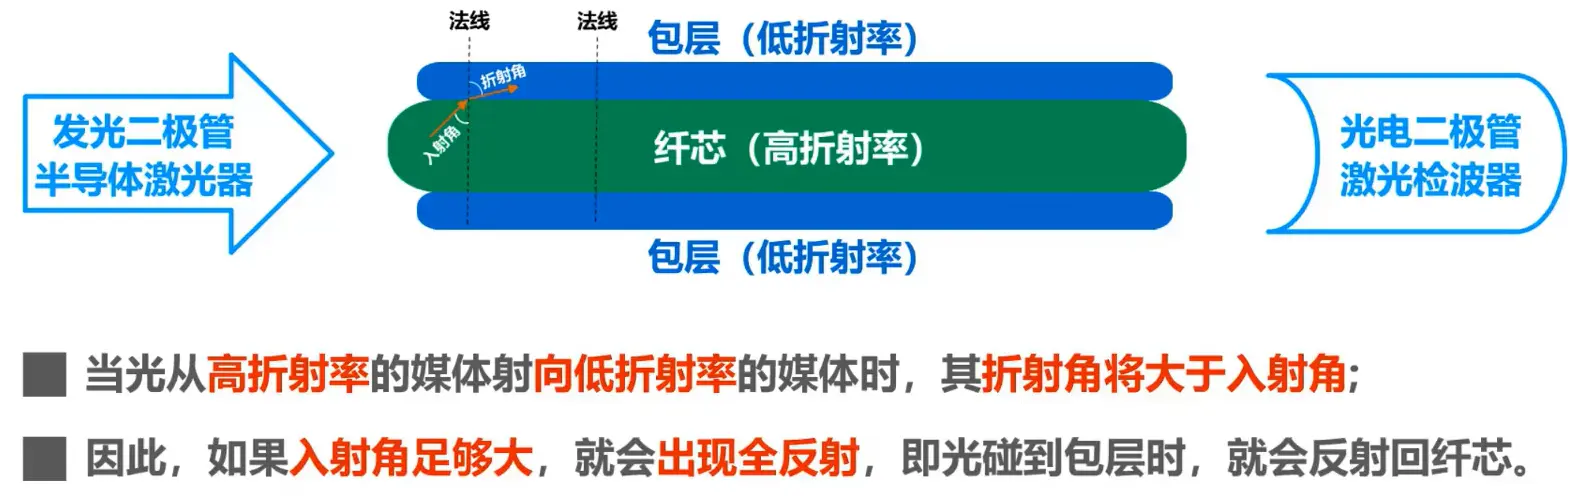 法线
法线
包层（低折射率）
折射角
发光二极管
半导体激光器
入射角
纤芯（高折射率）
光电二极管
激光检波器
包层（低折射率）
当光从高折射率的媒体射向低折射率的媒体时，其折射角将大于入射角;
因此，如果入射角足够大，就会出现全反射，即光碰到包层时，就会反射回纤芯。